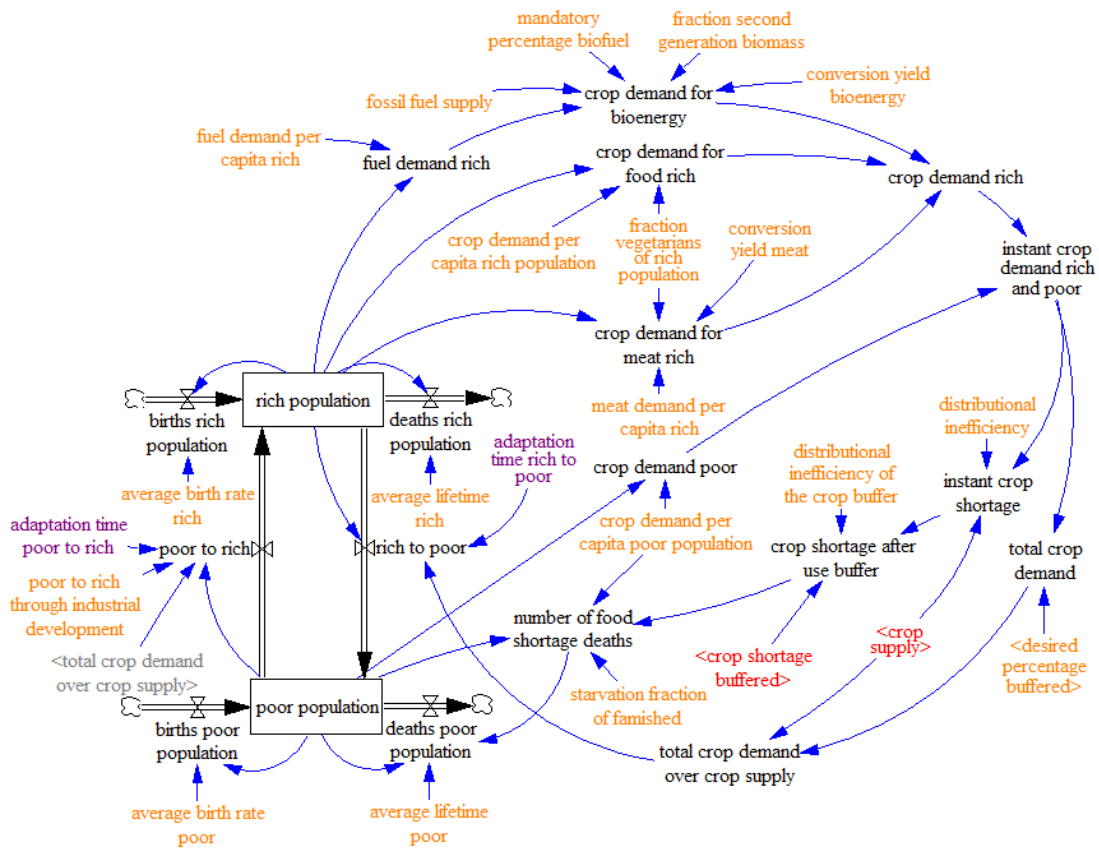 mandatory
percentage biofuel
fraction second
generation biomass
fossil fuel supply
crop demand for
bioenergy
conversion yield
bioenergy
fuel demand per
capita rich
fuel demand rich
crop demand for
food rich
crop demand rich
crop demand per
capita rich population
fraction
vegetarians
of rich
population
conversion
yield meat
instant crop
demand rich
and poor
crop demand for
meat rich
rich population
births rich
population
deaths rich
population
meat demand per
capita rich
distributional
inefficiency
adaptation
time rich to
poor
crop demand poor
distributional
inefficiency of
the crop buffer
instant crop
shortage
average birth rate
rich
average lifetime
rich
adaptation time
poor to rich
poor to rich
rich to poor
crop demand per
capita poor population
crop shortage after
use buffer
total crop
demand
poor to rich
through industrial
development
number of food
shortage deaths
<total crop demand
over crop supply>
<crop shortage
buffered>
<crop
supply>
<desired
percentage
buffered>
starvation fraction
of famished
poor population
births poor
population
deaths poor
population
total crop demand
over crop supply
average birth rate
poor
average lifetime
poor